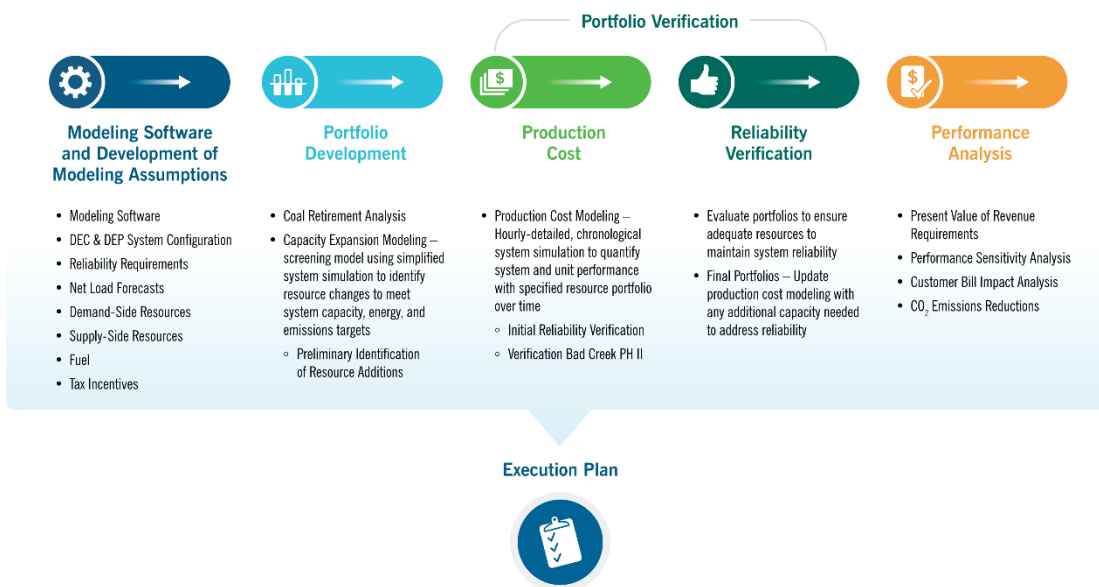 Portfolio Verification
Modeling Software
and Development of
Modeling Assumptions
• Modeling Software
• DEC & DEP System Configuration
• Reliability Requirements
• Net Load Forecasts
• Demand-Side Resources
• Supply-Side Resources
• Fuel
• Tax Incentives
Portfolio
Development
• Coal Retirement Analysis
• Capacity Expansion Modeling –
screening model using simplified
system simulation to identify
resource changes to meet
system capacity, energy, and
emissions targets
◦ Preliminary Identification
of Resource Additions
$
Production
Cost
• Production Cost Modeling –
Hourly-detailed, chronological
system simulation to quantify
system and unit performance
with specified resource portfolio
over time
◦ Initial Reliability Verification
◦ Verification Bad Creek PH II
Reliability
Verification
• Evaluate portfolios to ensure
adequate resources to
maintain system reliability
• Final Portfolios – Update
production cost modeling with
any additional capacity needed
to address reliability
$
Performance
Analysis
• Present Value of Revenue
Requirements
• Performance Sensitivity Analysis
• Customer Bill Impact Analysis
• CO₂ Emissions Reductions
Execution Plan